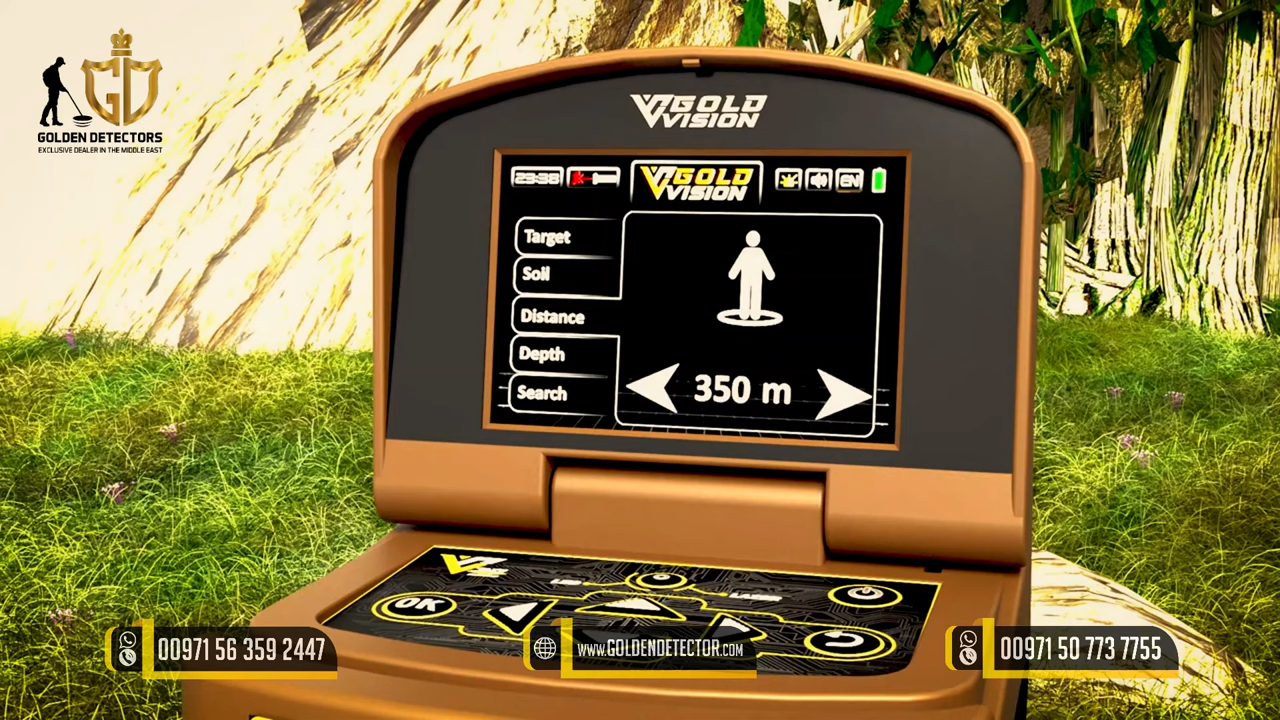 GOLDEN DETECTORS
EXCLUSIVE DEALER IN THE MIDDLE EAST
GOLD
VISION
23:38
GOLD
VISION
EN
Target
Soil
Distance
Depth
Search
350 m
OK
LASER
00971 56 359 2447
WWW.GOLDENDETECTOR.COM
00971 50 773 7755